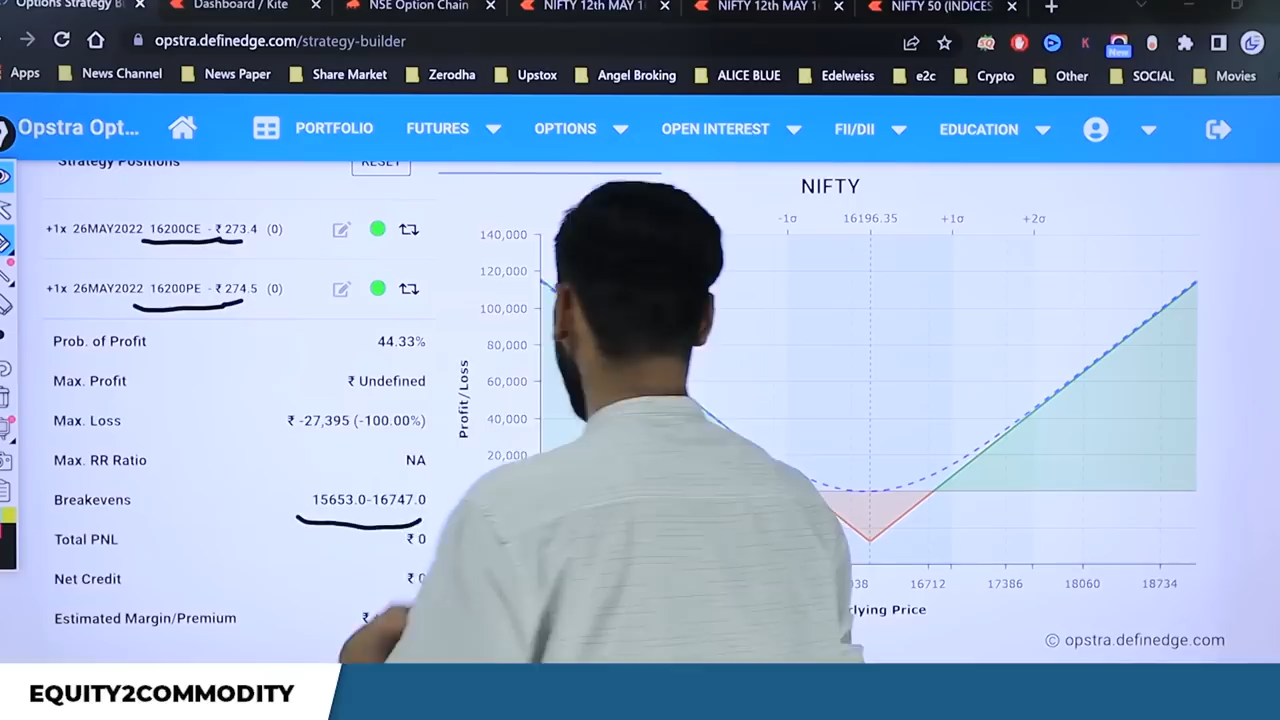 Options Strategy B
Dashboard / Kite
NSE Option Chain
NIFTY 12th MAY 1
NIFTY 12th MAY 1
NIFTY 50 (INDICES
opstra.definedge.com/strategy-builder
New
Apps
News Channel
News Paper
Share Market
Zerodha
Upstox
Angel Broking
ALICE BLUE
Edelweiss
e2c
Crypto
Other
SOCIAL
Movies
Opstra Opt...
PORTFOLIO
FUTURES
OPTIONS
OPEN INTEREST
FII/DII
EDUCATION
Strategy Positions
RESET
+1x 26MAY2022 16200CE - ₹ 273.4 (0)
+1x 26MAY2022 16200PE - ₹ 274.5 (0)
Prob. of Profit 44.33%
Max. Profit ₹ Undefined
Max. Loss ₹ -27,395 (-100.00%)
Max. RR Ratio NA
Breakevens 15653.0-16747.0
Total PNL ₹ 0
Net Credit ₹ 0
Estimated Margin/Premium ₹
NIFTY
-1σ 16196.35 +1σ +2σ
140,000
120,000
100,000
80,000
60,000
40,000
20,000
Profit/Loss
038 16712 17386 18060 18734
rlying Price
© opstra.definedge.com
EQUITY2COMMODITY